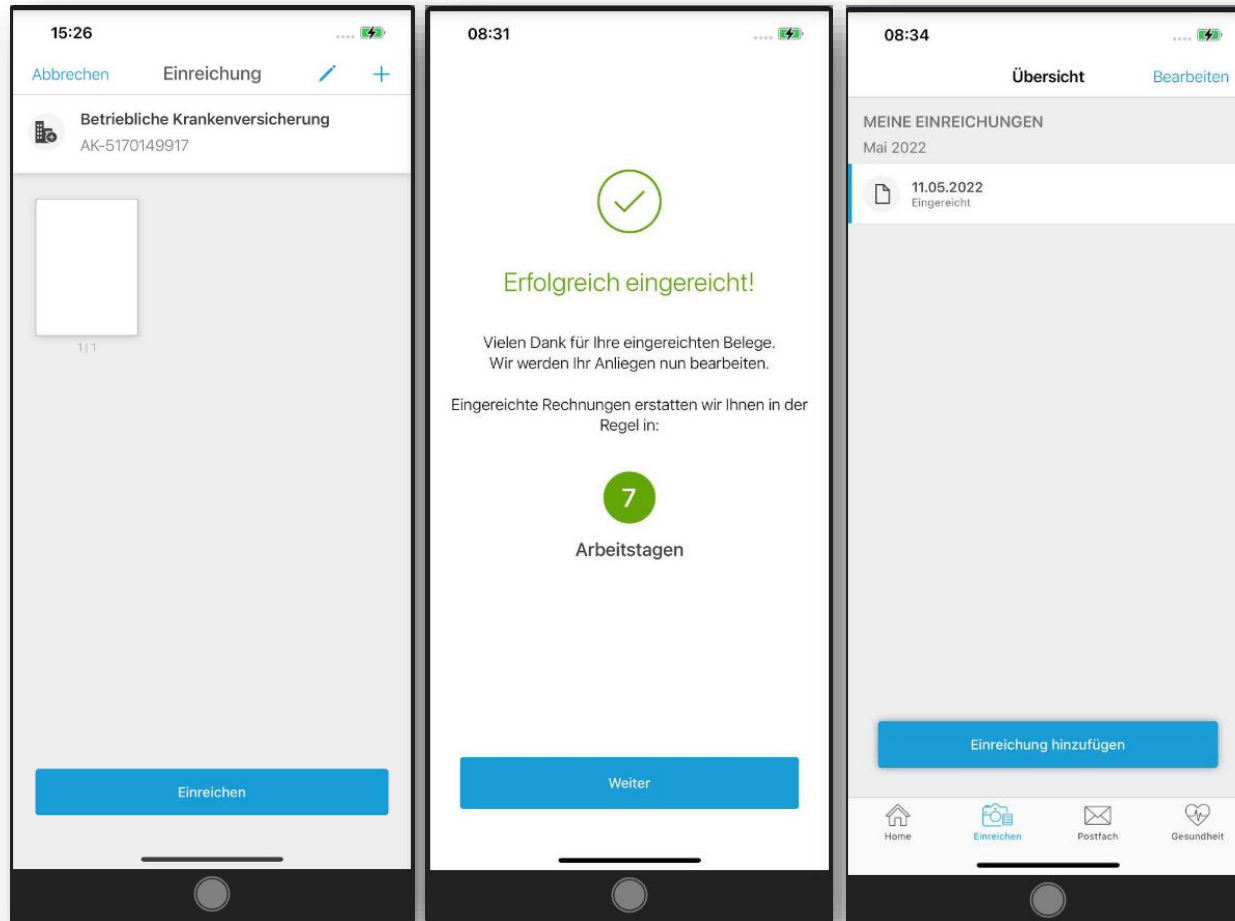 15:26
Abbrechen Einreichung
Betriebliche Krankenversicherung
AK-5170149917
1 | 1
Einreichen
08:31
Erfolgreich eingereicht!
Vielen Dank für Ihre eingereichten Belege.
Wir werden Ihr Anliegen nun bearbeiten.
Eingereichte Rechnungen erstatten wir Ihnen in der
Regel in:
7
Arbeitstagen
Weiter
08:34
Übersicht Bearbeiten
MEINE EINREICHUNGEN
Mai 2022
11.05.2022
Eingereicht
Einreichung hinzufügen
Home Einreichen Postfach Gesundheit